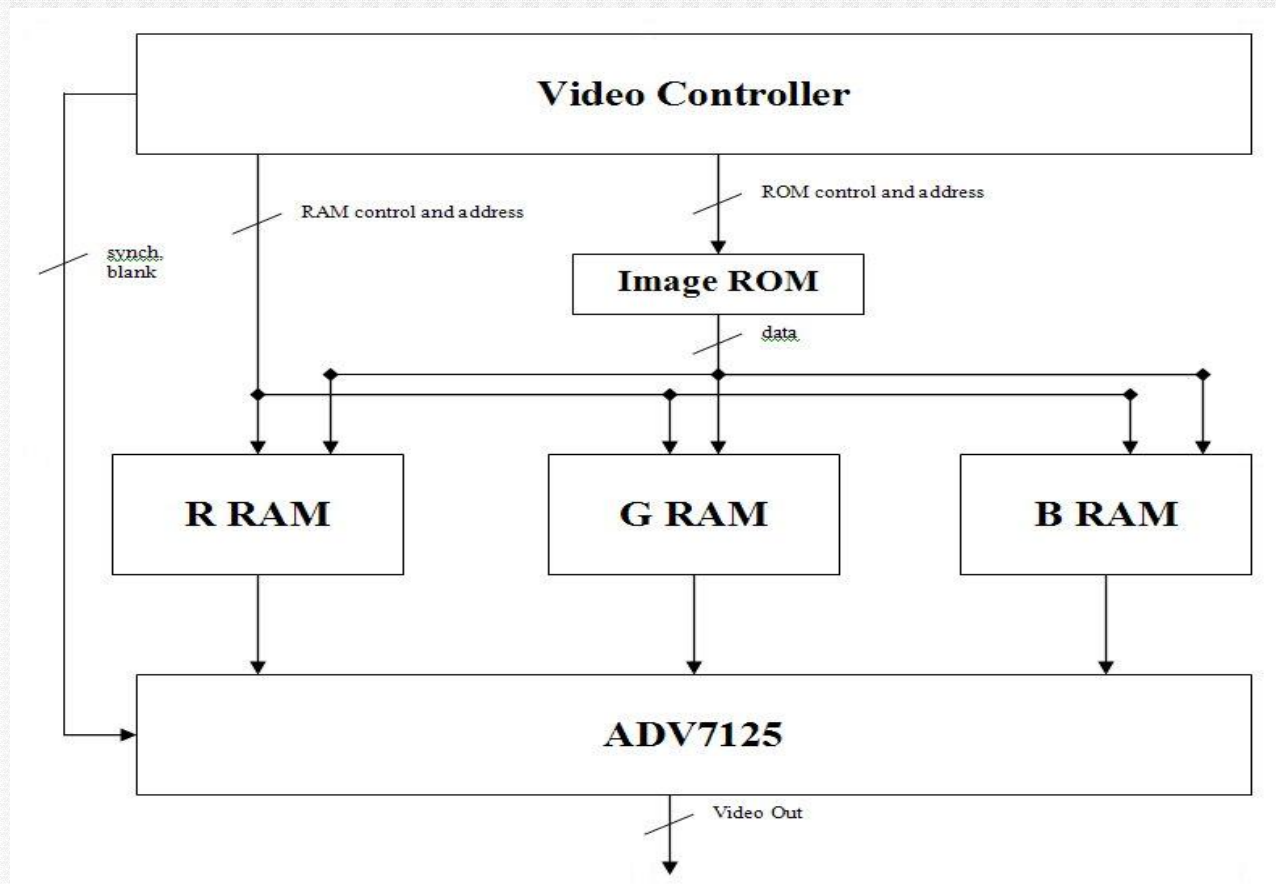 Video Controller
RAM control and address
ROM control and address
synch,
blank
Image ROM
data
R RAM
G RAM
B RAM
ADV7125
Video Out